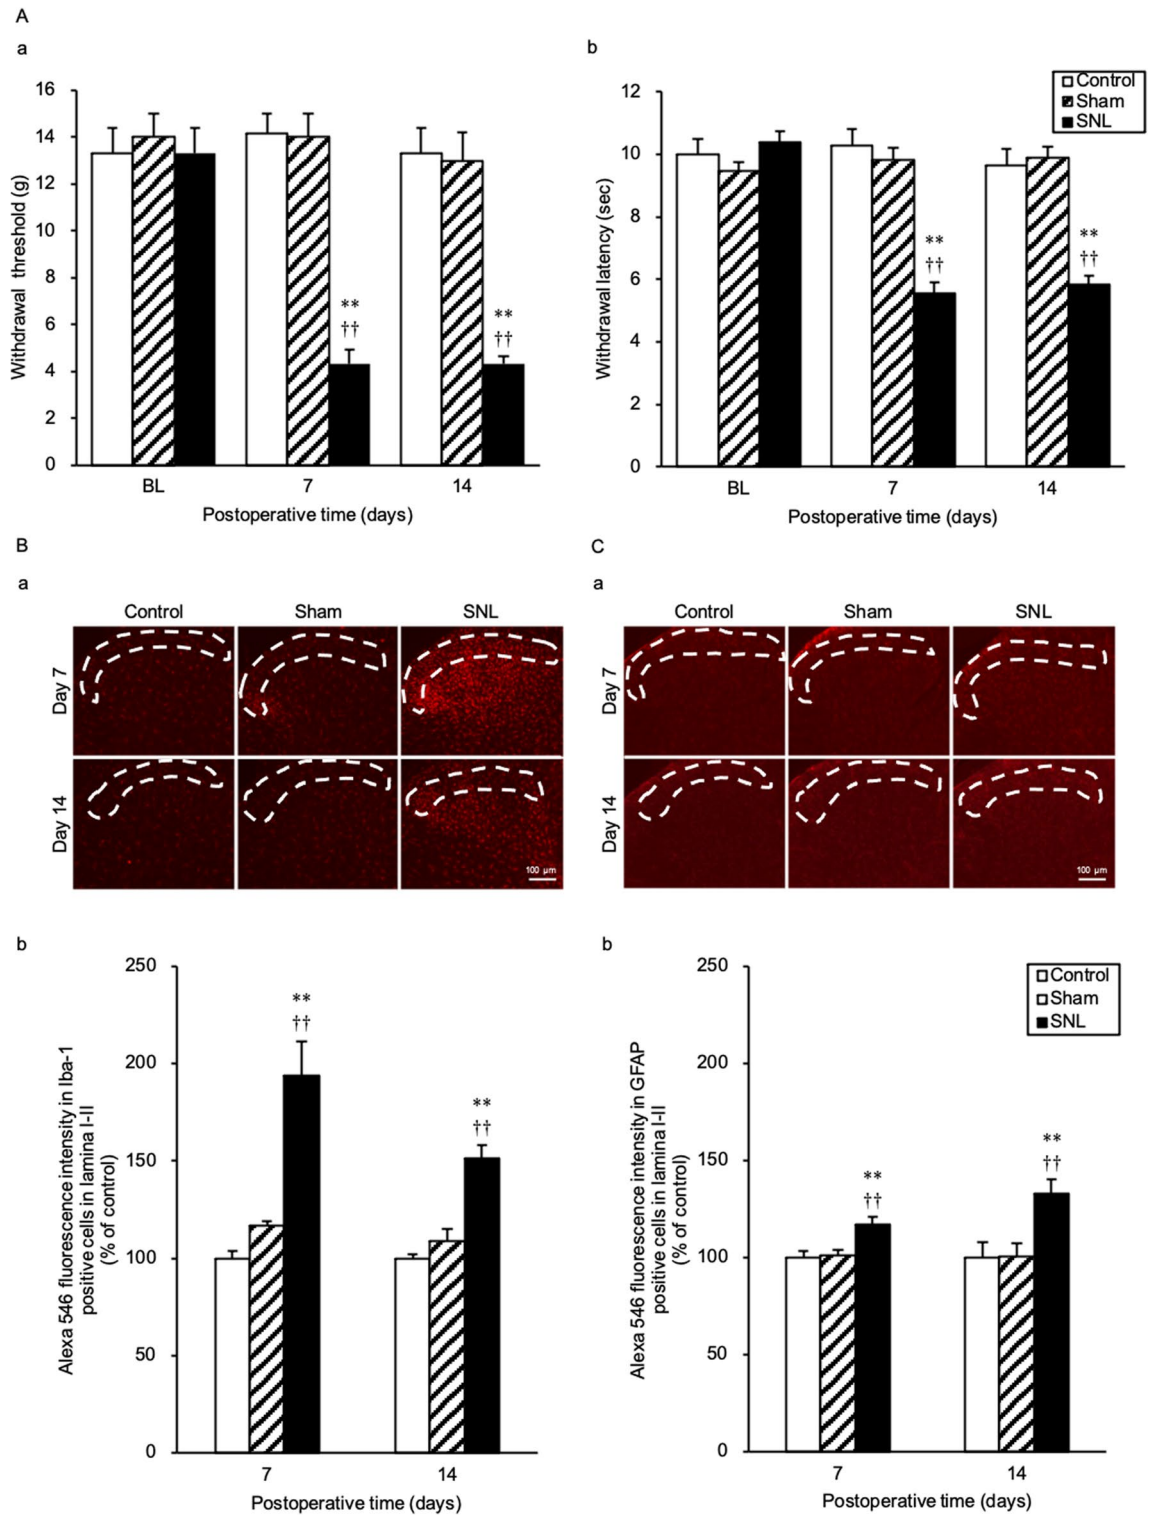 A
a
16
14
12
10
8
6
4
2
0
Withdrawal threshold (g)
**
††
**
††
BL 7 14
Postoperative time (days)
b
12
10
8
6
4
2
0
Withdrawal latency (sec)
Control
Sham
SNL
**
††
**
††
BL 7 14
Postoperative time (days)
B
a
Control Sham SNL
Day 7
Day 14
100 μm
C
a
Control Sham SNL
Day 7
Day 14
100 μm
b
250
200
150
100
50
0
Alexa 546 fluorescence intensity in Iba-1
positive cells in lamina I-II
(% of control)
**
††
**
††
7 14
Postoperative time (days)
b
250
200
150
100
50
0
Alexa 546 fluorescence intensity in GFAP
positive cells in lamina I-II
(% of control)
Control
Sham
SNL
**
††
**
††
7 14
Postoperative time (days)